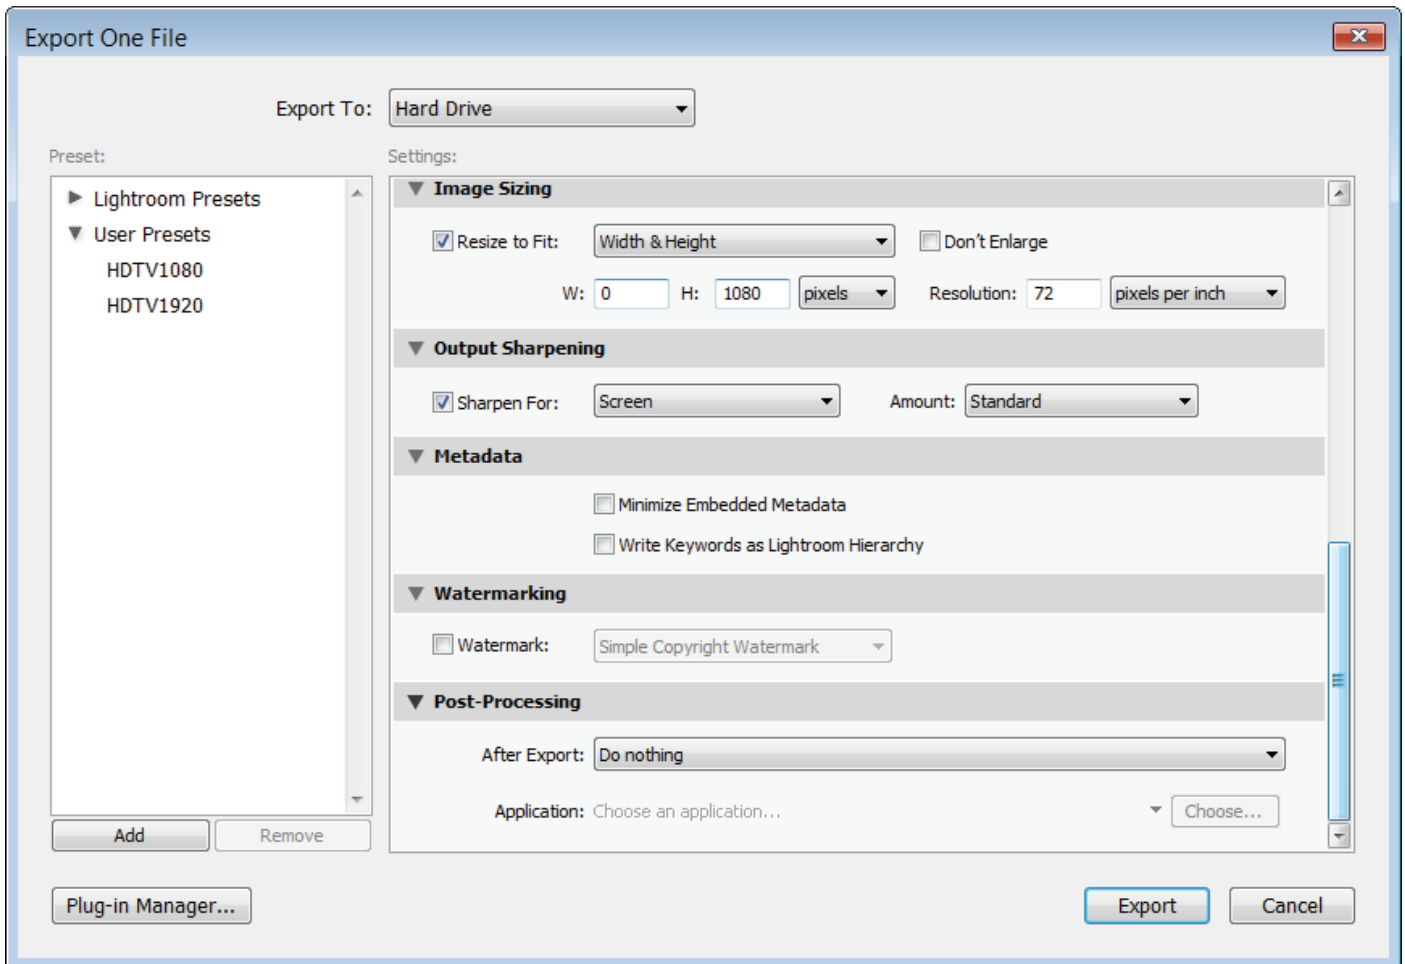 Export One File
Export To: Hard Drive
Preset:
Settings:
Lightroom Presets
User Presets
HDTV1080
HDTV1920
Add Remove
Image Sizing
Resize to Fit: Width & Height Don't Enlarge
W: 0 H: 1080 pixels Resolution: 72 pixels per inch
Output Sharpening
Sharpen For: Screen Amount: Standard
Metadata
Minimize Embedded Metadata
Write Keywords as Lightroom Hierarchy
Watermarking
Watermark: Simple Copyright Watermark
Post-Processing
After Export: Do nothing
Application: Choose an application... Choose...
Plug-in Manager... Export Cancel